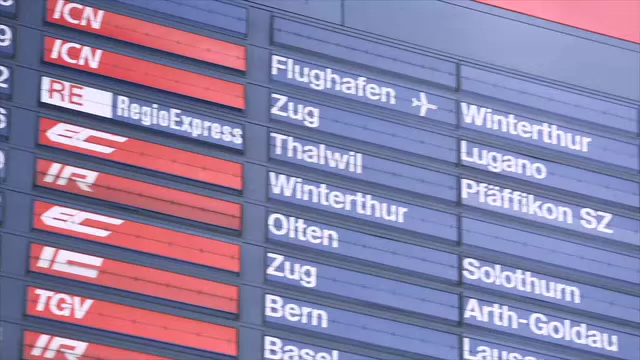 ICN Flughafen Winterthur
ICN Zug Lugano
RE RegioExpress Thalwil Pfäffikon SZ
EC Winterthur
IR Olten Solothurn
EC Zug Arth-Goldau
IC Bern
TGV Basel
IR